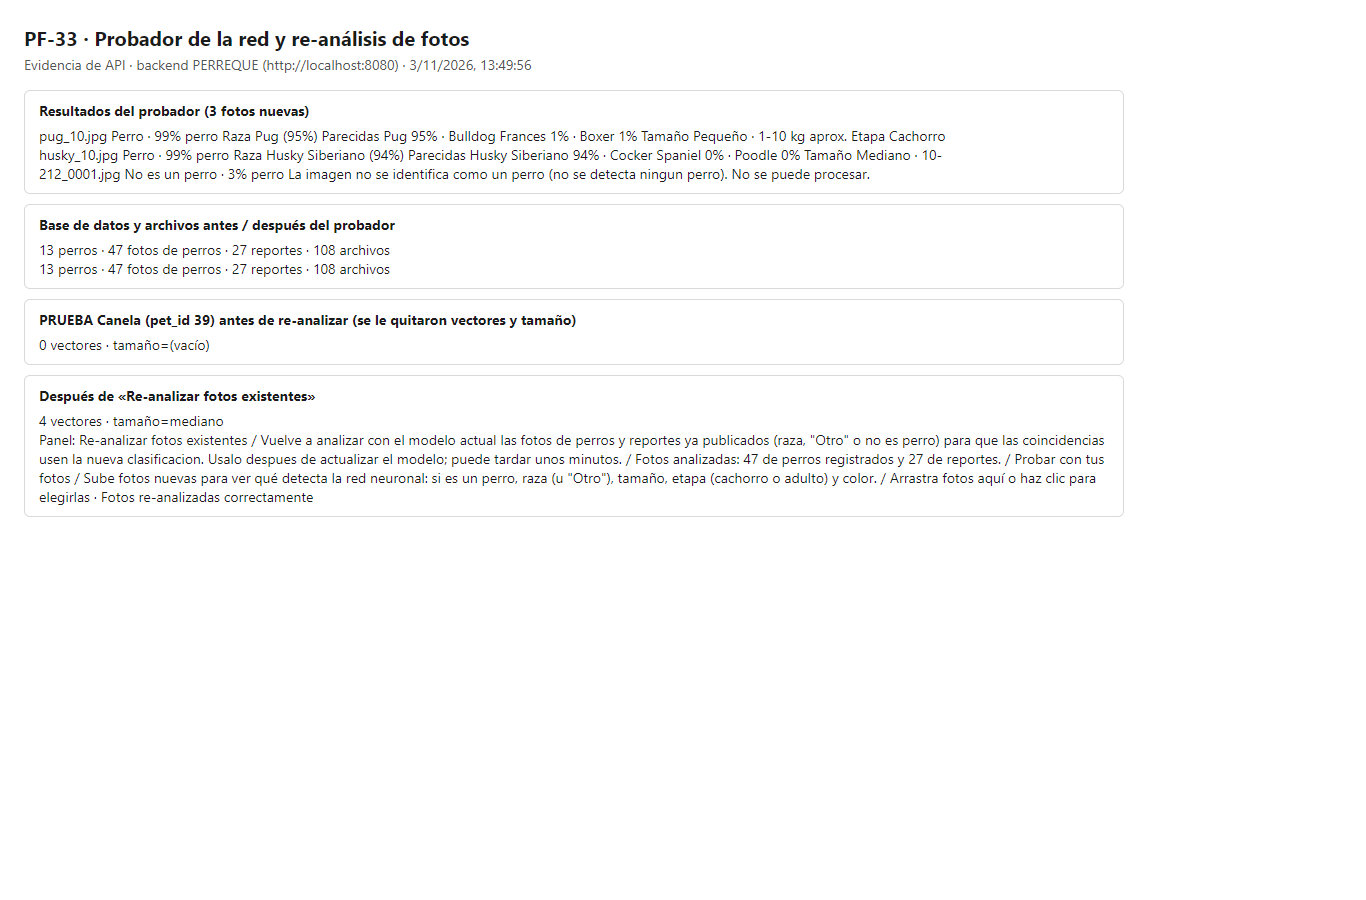 PF-33 · Probador de la red y re-análisis de fotos
Evidencia de API · backend PERREQUE (http://localhost:8080) · 3/11/2026, 13:49:56
Resultados del probador (3 fotos nuevas)
pug_10.jpg Perro · 99% perro Raza Pug (95%) Parecidas Pug 95% · Bulldog Frances 1% · Boxer 1% Tamaño Pequeño · 1-10 kg aprox. Etapa Cachorro
husky_10.jpg Perro · 99% perro Raza Husky Siberiano (94%) Parecidas Husky Siberiano 94% · Cocker Spaniel 0% · Poodle 0% Tamaño Mediano · 10-
212_0001.jpg No es un perro · 3% perro La imagen no se identifica como un perro (no se detecta ningun perro). No se puede procesar.
Base de datos y archivos antes / después del probador
13 perros · 47 fotos de perros · 27 reportes · 108 archivos
13 perros · 47 fotos de perros · 27 reportes · 108 archivos
PRUEBA Canela (pet_id 39) antes de re-analizar (se le quitaron vectores y tamaño)
0 vectores · tamaño=(vacío)
Después de «Re-analizar fotos existentes»
4 vectores · tamaño=mediano
Panel: Re-analizar fotos existentes / Vuelve a analizar con el modelo actual las fotos de perros y reportes ya publicados (raza, "Otro" o no es perro) para que las coincidencias
usen la nueva clasificacion. Usalo despues de actualizar el modelo; puede tardar unos minutos. / Fotos analizadas: 47 de perros registrados y 27 de reportes. / Probar con tus
fotos / Sube fotos nuevas para ver qué detecta la red neuronal: si es un perro, raza (u "Otro"), tamaño, etapa (cachorro o adulto) y color. / Arrastra fotos aquí o haz clic para
elegirlas · Fotos re-analizadas correctamente